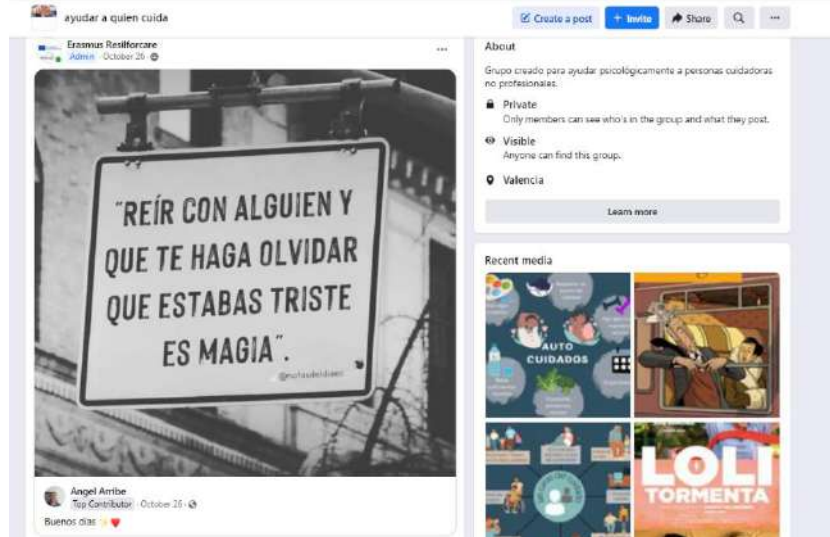 ayudar a quien cuida
Create a post
+ Invite
Share
Erasmus Resilforcare
Admin · October 26
"REÍR CON ALGUIEN Y
QUE TE HAGA OLVIDAR
QUE ESTABAS TRISTE
ES MAGIA".
Angel Arribe
Top Contributor · October 26
Buenos dias
About
Grupo creado para ayudar psicológicamente a personas cuidadoras
no profesionales.
Private
Only members can see who's in the group and what they post.
Visible
Anyone can find this group.
Valencia
Learn more
Recent media
AUTO
CUIDADOS
LOLI
TORMENTA